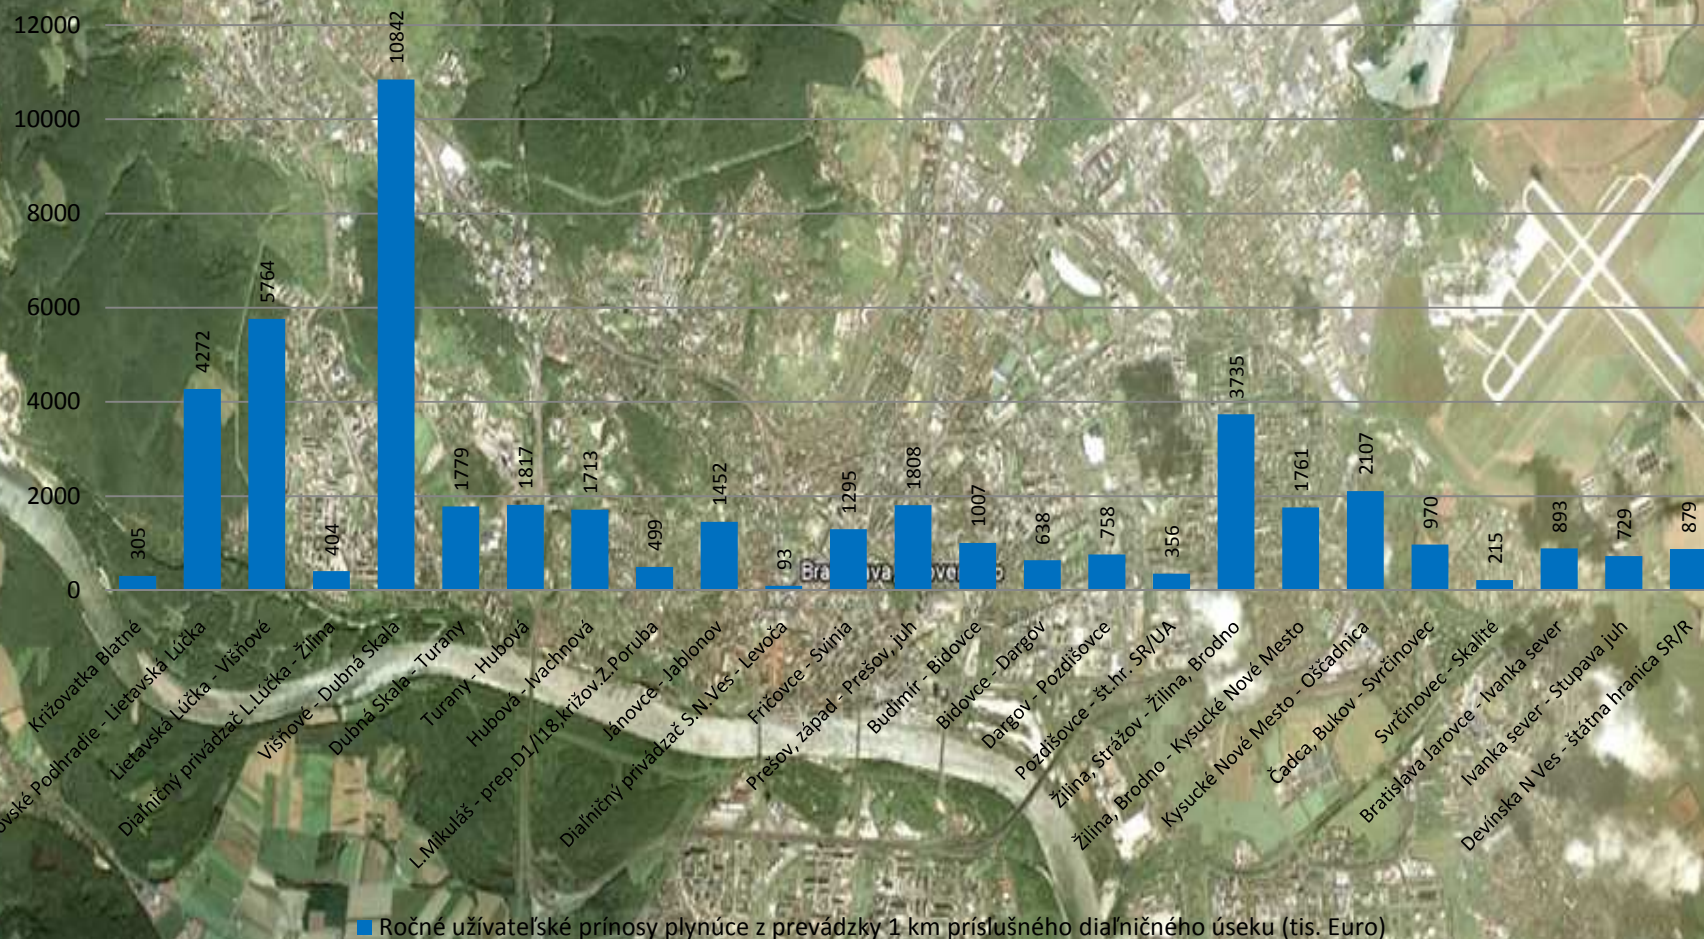 12000
10000
8000
6000
4000
2000
0
305
4272
5764
404
10842
1779
1817
1713
499
1452
93
1295
1808
1007
638
758
356
3735
1761
2107
970
215
893
729
879
Križovatka Blatné
Podhradie - Lietavská Lúčka
Lietavská Lúčka - Višňové
Diaľničný privádzač L.Lúčka - Žilina
Višňové - Dubná Skala
Dubná Skala - Turany
Turany - Hubová
Hubová - Ivachnová
L.Mikuláš - prep.D1/I18.križov.Z.Poruba
Jánovce - Jablonov
Diaľničný privádzač S.N.Ves - Levoča
Fričovce - Svinia
Prešov, západ - Prešov, juh
Budimír - Bidovce
Bidovce - Dargov
Dargov - Pozdišovce
Pozdišovce - št.hr. SR/UA
Žilina, Strážov - Žilina, Brodno
Žilina, Brodno - Kysucké Nové Mesto
Kysucké Nové Mesto - Oščadnica
Čadca, Bukov - Svrčinovec
Svrčinovec - Skalité
Bratislava Jarovce - Ivanka sever
Ivanka sever - Stupava juh
Devínska N Ves - štátna hranica SR/R
Ročné užívateľské prínosy plynúce z prevádzky 1 km príslušného diaľničného úseku (tis. Euro)